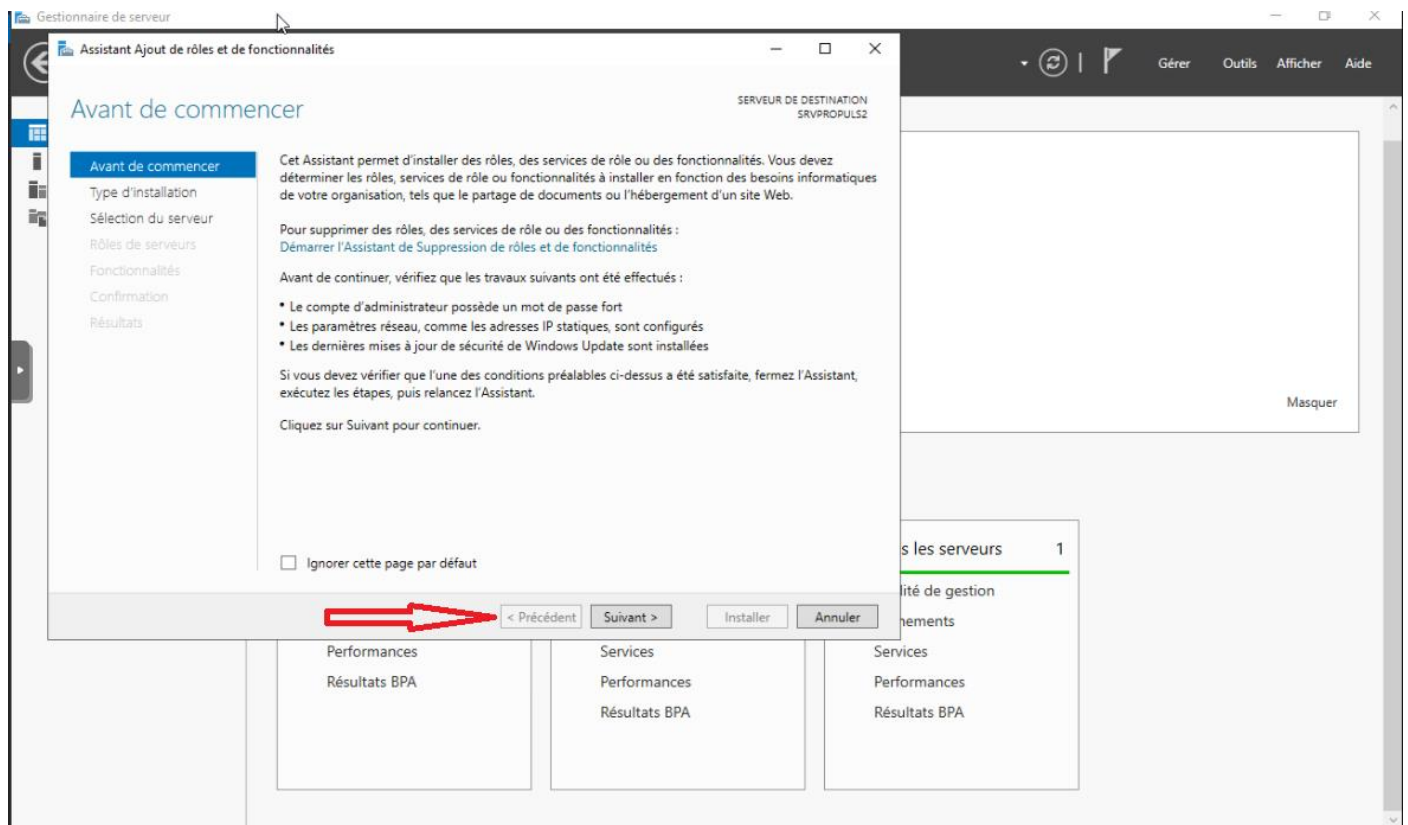 Gestionnaire de serveur
Gérer Outils Afficher Aide
Assistant Ajout de rôles et de fonctionnalités
Avant de commencer
SERVEUR DE DESTINATION
SRVPROPULS2
Avant de commencer
Type d'installation
Sélection du serveur
Rôles de serveurs
Fonctionnalités
Confirmation
Résultats
Cet Assistant permet d'installer des rôles, des services de rôle ou des fonctionnalités. Vous devez
déterminer les rôles, services de rôle ou fonctionnalités à installer en fonction des besoins informatiques
de votre organisation, tels que le partage de documents ou l'hébergement d'un site Web.
Pour supprimer des rôles, des services de rôle ou des fonctionnalités :
Démarrer l'Assistant de Suppression de rôles et de fonctionnalités
Avant de continuer, vérifiez que les travaux suivants ont été effectués :
• Le compte d'administrateur possède un mot de passe fort
• Les paramètres réseau, comme les adresses IP statiques, sont configurés
• Les dernières mises à jour de sécurité de Windows Update sont installées
Si vous devez vérifier que l'une des conditions préalables ci-dessus a été satisfaite, fermez l'Assistant,
exécutez les étapes, puis relancez l'Assistant.
Cliquez sur Suivant pour continuer.
Ignorer cette page par défaut
< Précédent Suivant > Installer Annuler
Masquer
s les serveurs 1
lité de gestion
nements
Performances
Résultats BPA
Services
Performances
Résultats BPA
Services
Performances
Résultats BPA